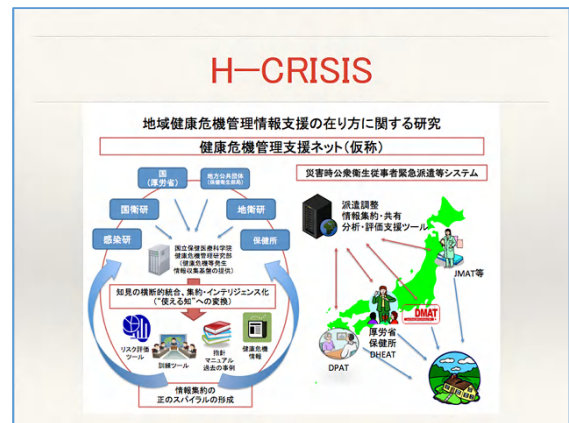 H-CRISIS
地域健康危機管理情報支援の在り方に関する研究
健康危機管理支援ネット(仮称)
国
(厚労省)
地方公共団体
(保健衛生部局)
国衛研
地衛研
感染研
保健所
国立保健医療科学院
健康危機管理研究部
(健康危機等発生
情報収集基盤の提供)
知見の横断的統合、集約・インテリジェンス化
("使える知"への変換)
リスク評価
ツール
訓練ツール
指針
マニュアル
過去の事例
健康危機
情報
情報集約の
正のスパイラルの形成
災害時公衆衛生従事者緊急派遣等システム
派遣調整
情報集約・共有
分析・評価支援ツール
JMAT等
DMAT
厚労省
保健所
DHEAT
DPAT